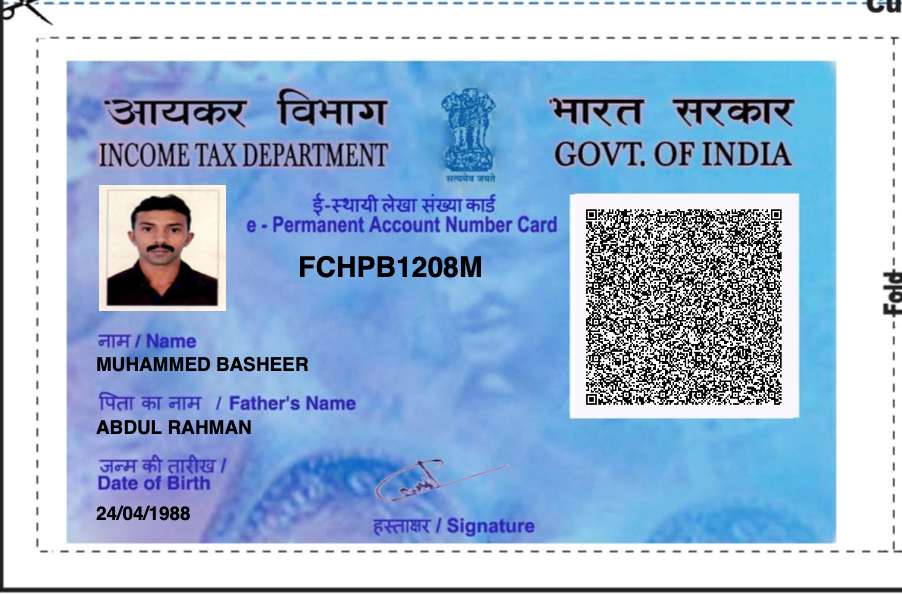 Cu
आयकर विभाग
INCOME TAX DEPARTMENT
सत्यमेव जयते
भारत सरकार
GOVT. OF INDIA
ई-स्थायी लेखा संख्या कार्ड
e - Permanent Account Number Card
FCHPB1208M
नाम / Name
MUHAMMED BASHEER
पिता का नाम / Father's Name
ABDUL RAHMAN
जन्म की तारीख /
Date of Birth
24/04/1988
हस्ताक्षर / Signature
Fold